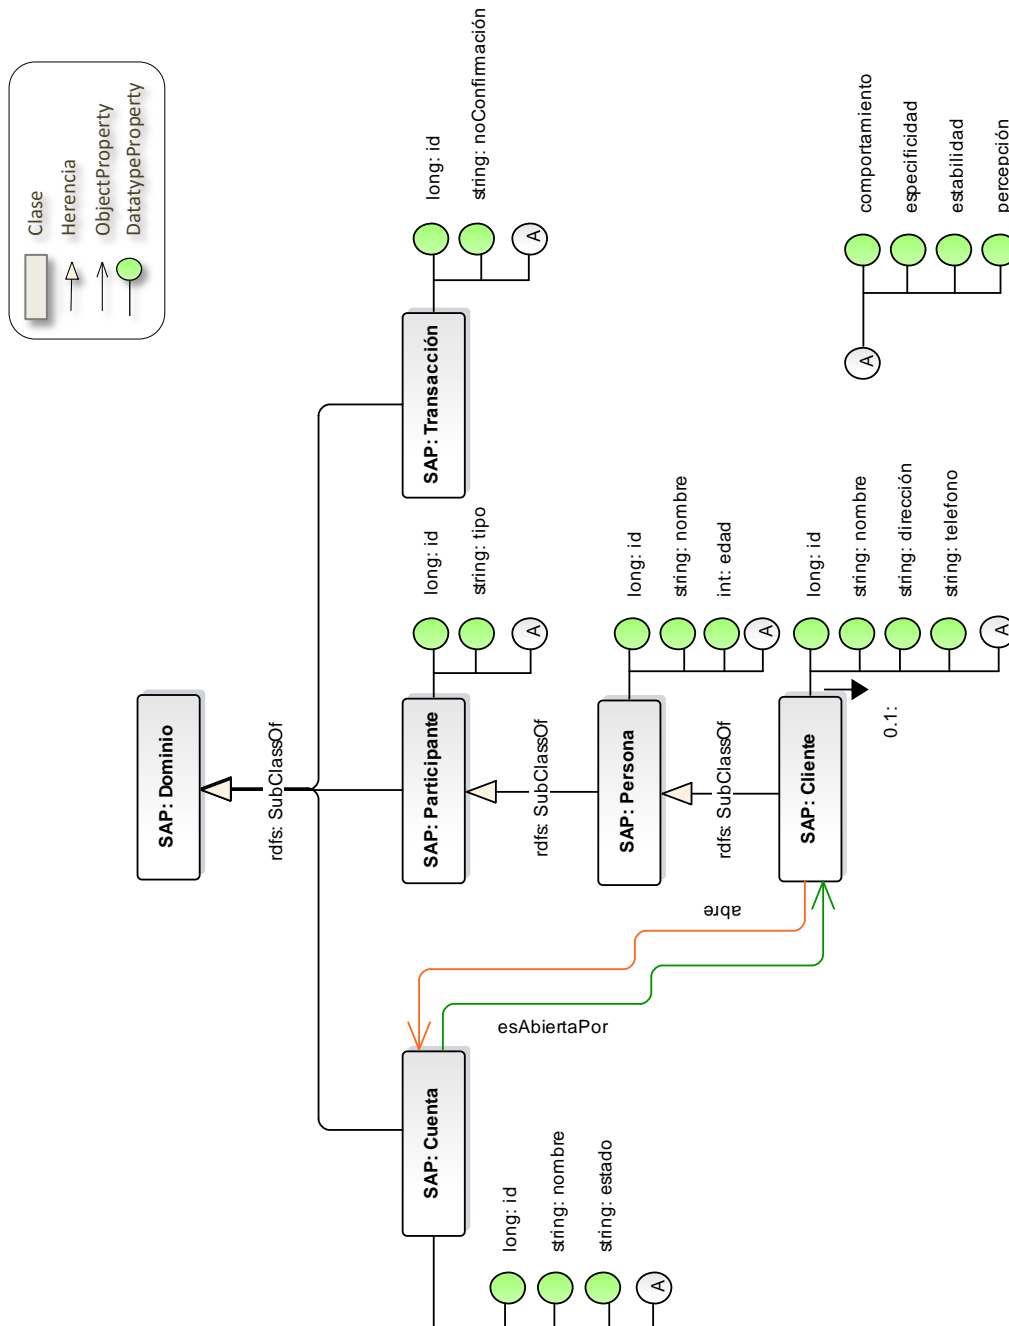 Clase
Herencia
ObjectProperty
DatatypeProperty
SAP: Dominio
rdfs: SubClassOf
SAP: Cuenta
long: id
string: nombre
string: estado
A
SAP: Participante
long: id
string: tipo
A
SAP: Transacción
long: id
string: noConfirmación
A
rdfs: SubClassOf
SAP: Persona
long: id
string: nombre
int: edad
A
rdfs: SubClassOf
SAP: Cliente
long: id
string: nombre
string: dirección
string: telefono
A
0.1:
abre
esAbiertaPor
A
comportamiento
especificidad
estabilidad
percepción